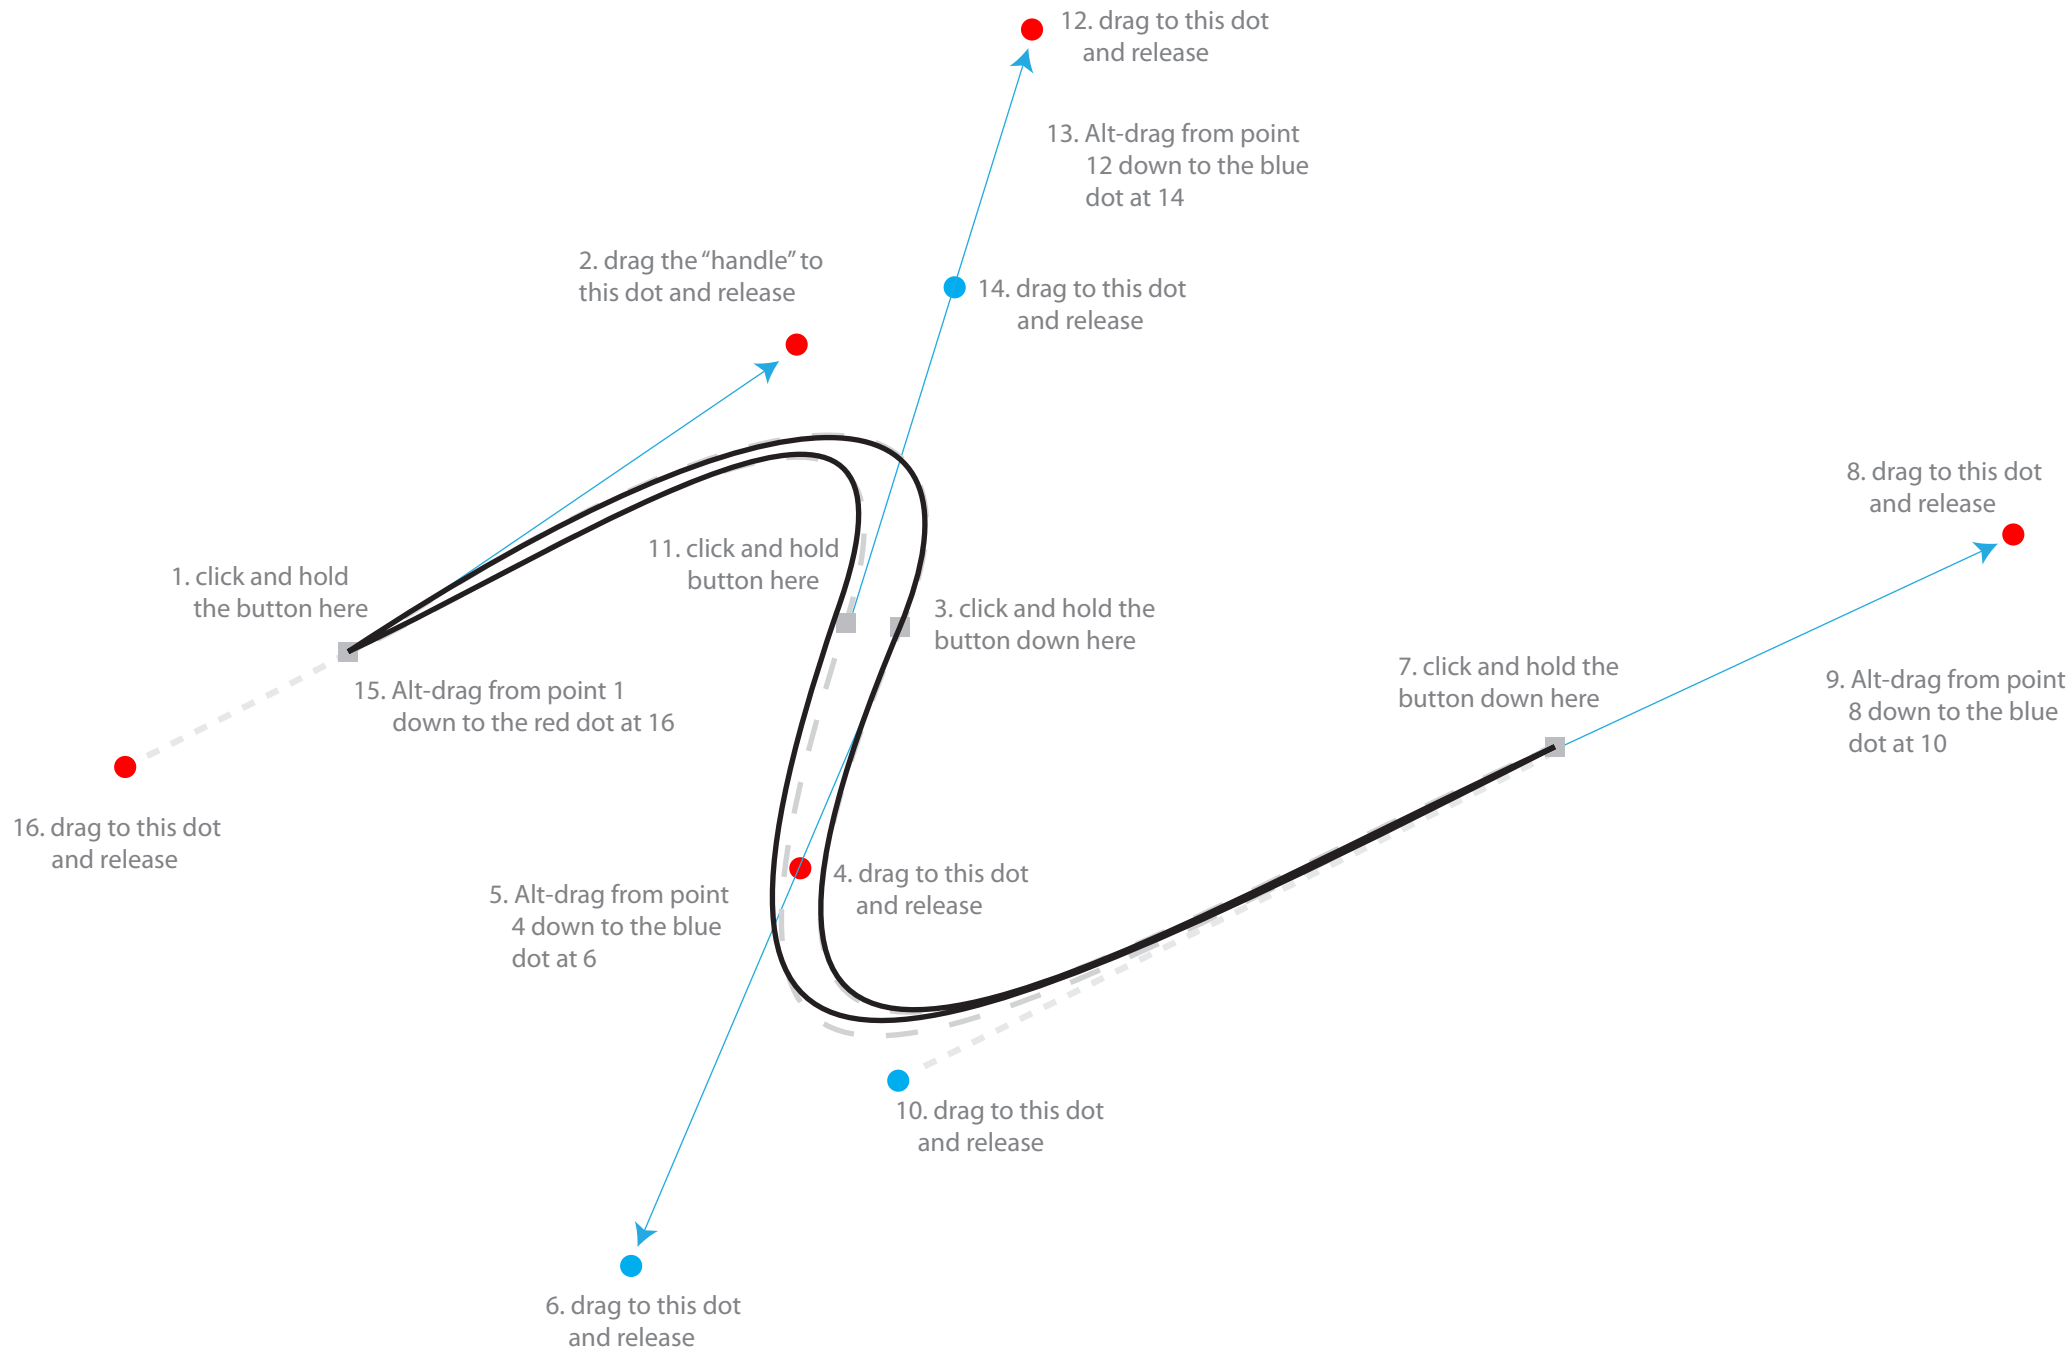 12. drag to this dot
and release
13. Alt-drag from point
12 down to the blue
dot at 14
2. drag the “handle” to
this dot and release
14. drag to this dot
and release
8. drag to this dot
and release
11. click and hold
button here
1. click and hold
the button here
3. click and hold the
button down here
7. click and hold the
button down here
9. Alt-drag from point
8 down to the blue
dot at 10
15. Alt-drag from point 1
down to the red dot at 16
16. drag to this dot
and release
4. drag to this dot
and release
5. Alt-drag from point
4 down to the blue
dot at 6
10. drag to this dot
and release
6. drag to this dot
and release